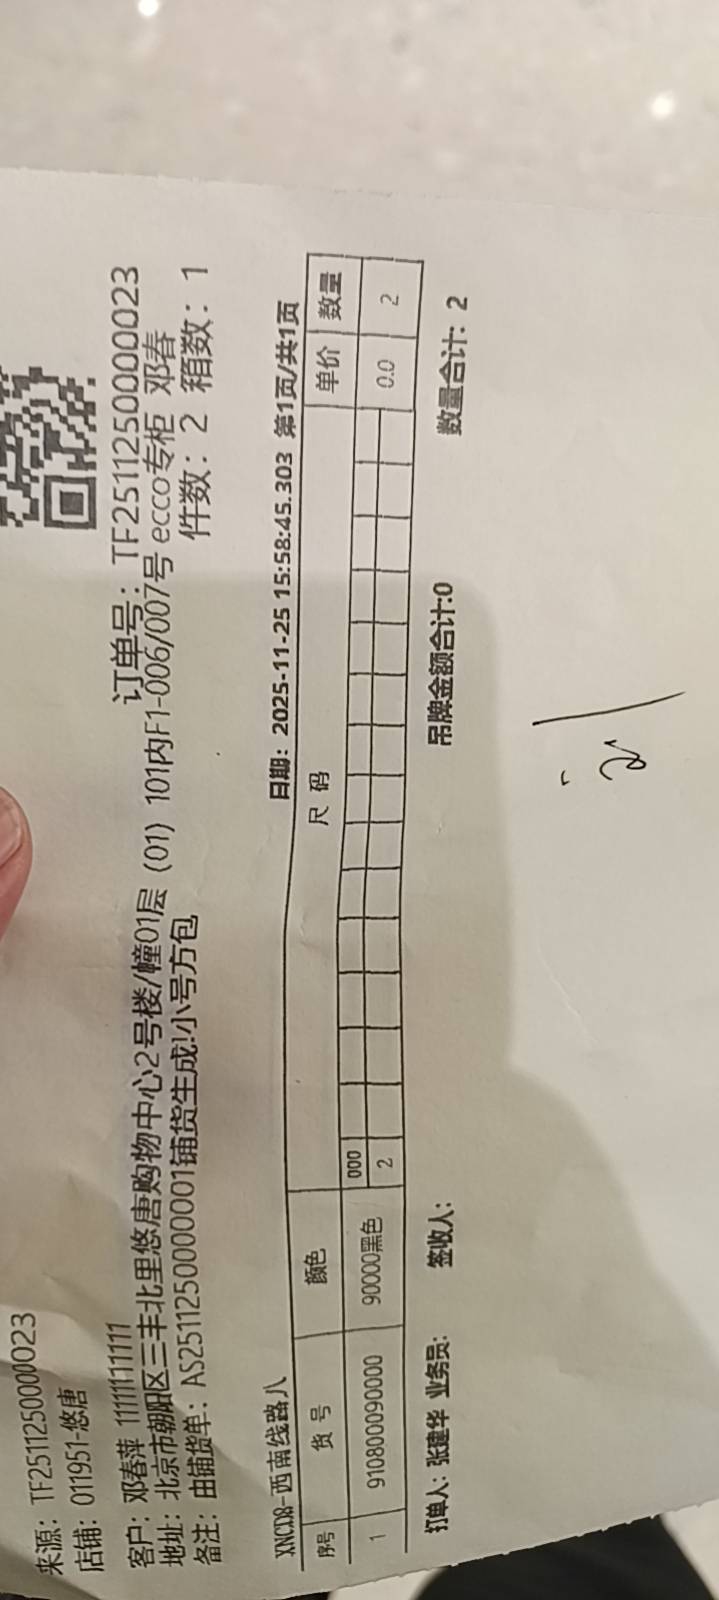 来源：TF2511250000023
店铺：011951-悠唐
订单号：TF2511250000023
客户：邓春萍 11111111111
地址：北京市朝阳区三丰北里悠唐购物中心2号楼/幢01层（01）101内F1-006/007号 ecco专柜 邓春
备注：由铺货单：AS2511250000001铺货生成!小号方包
件数：2 箱数：1
XNCD8-西南线路八 日期：2025-11-25 15:58:45.303 第1页/共1页
序号 货号 颜色 尺码 单价 数量
000
1 910800090000 90000黑色 2 0.0 2
打单人：张建华 业务员： 签收人： 吊牌金额合计:0 数量合计：2